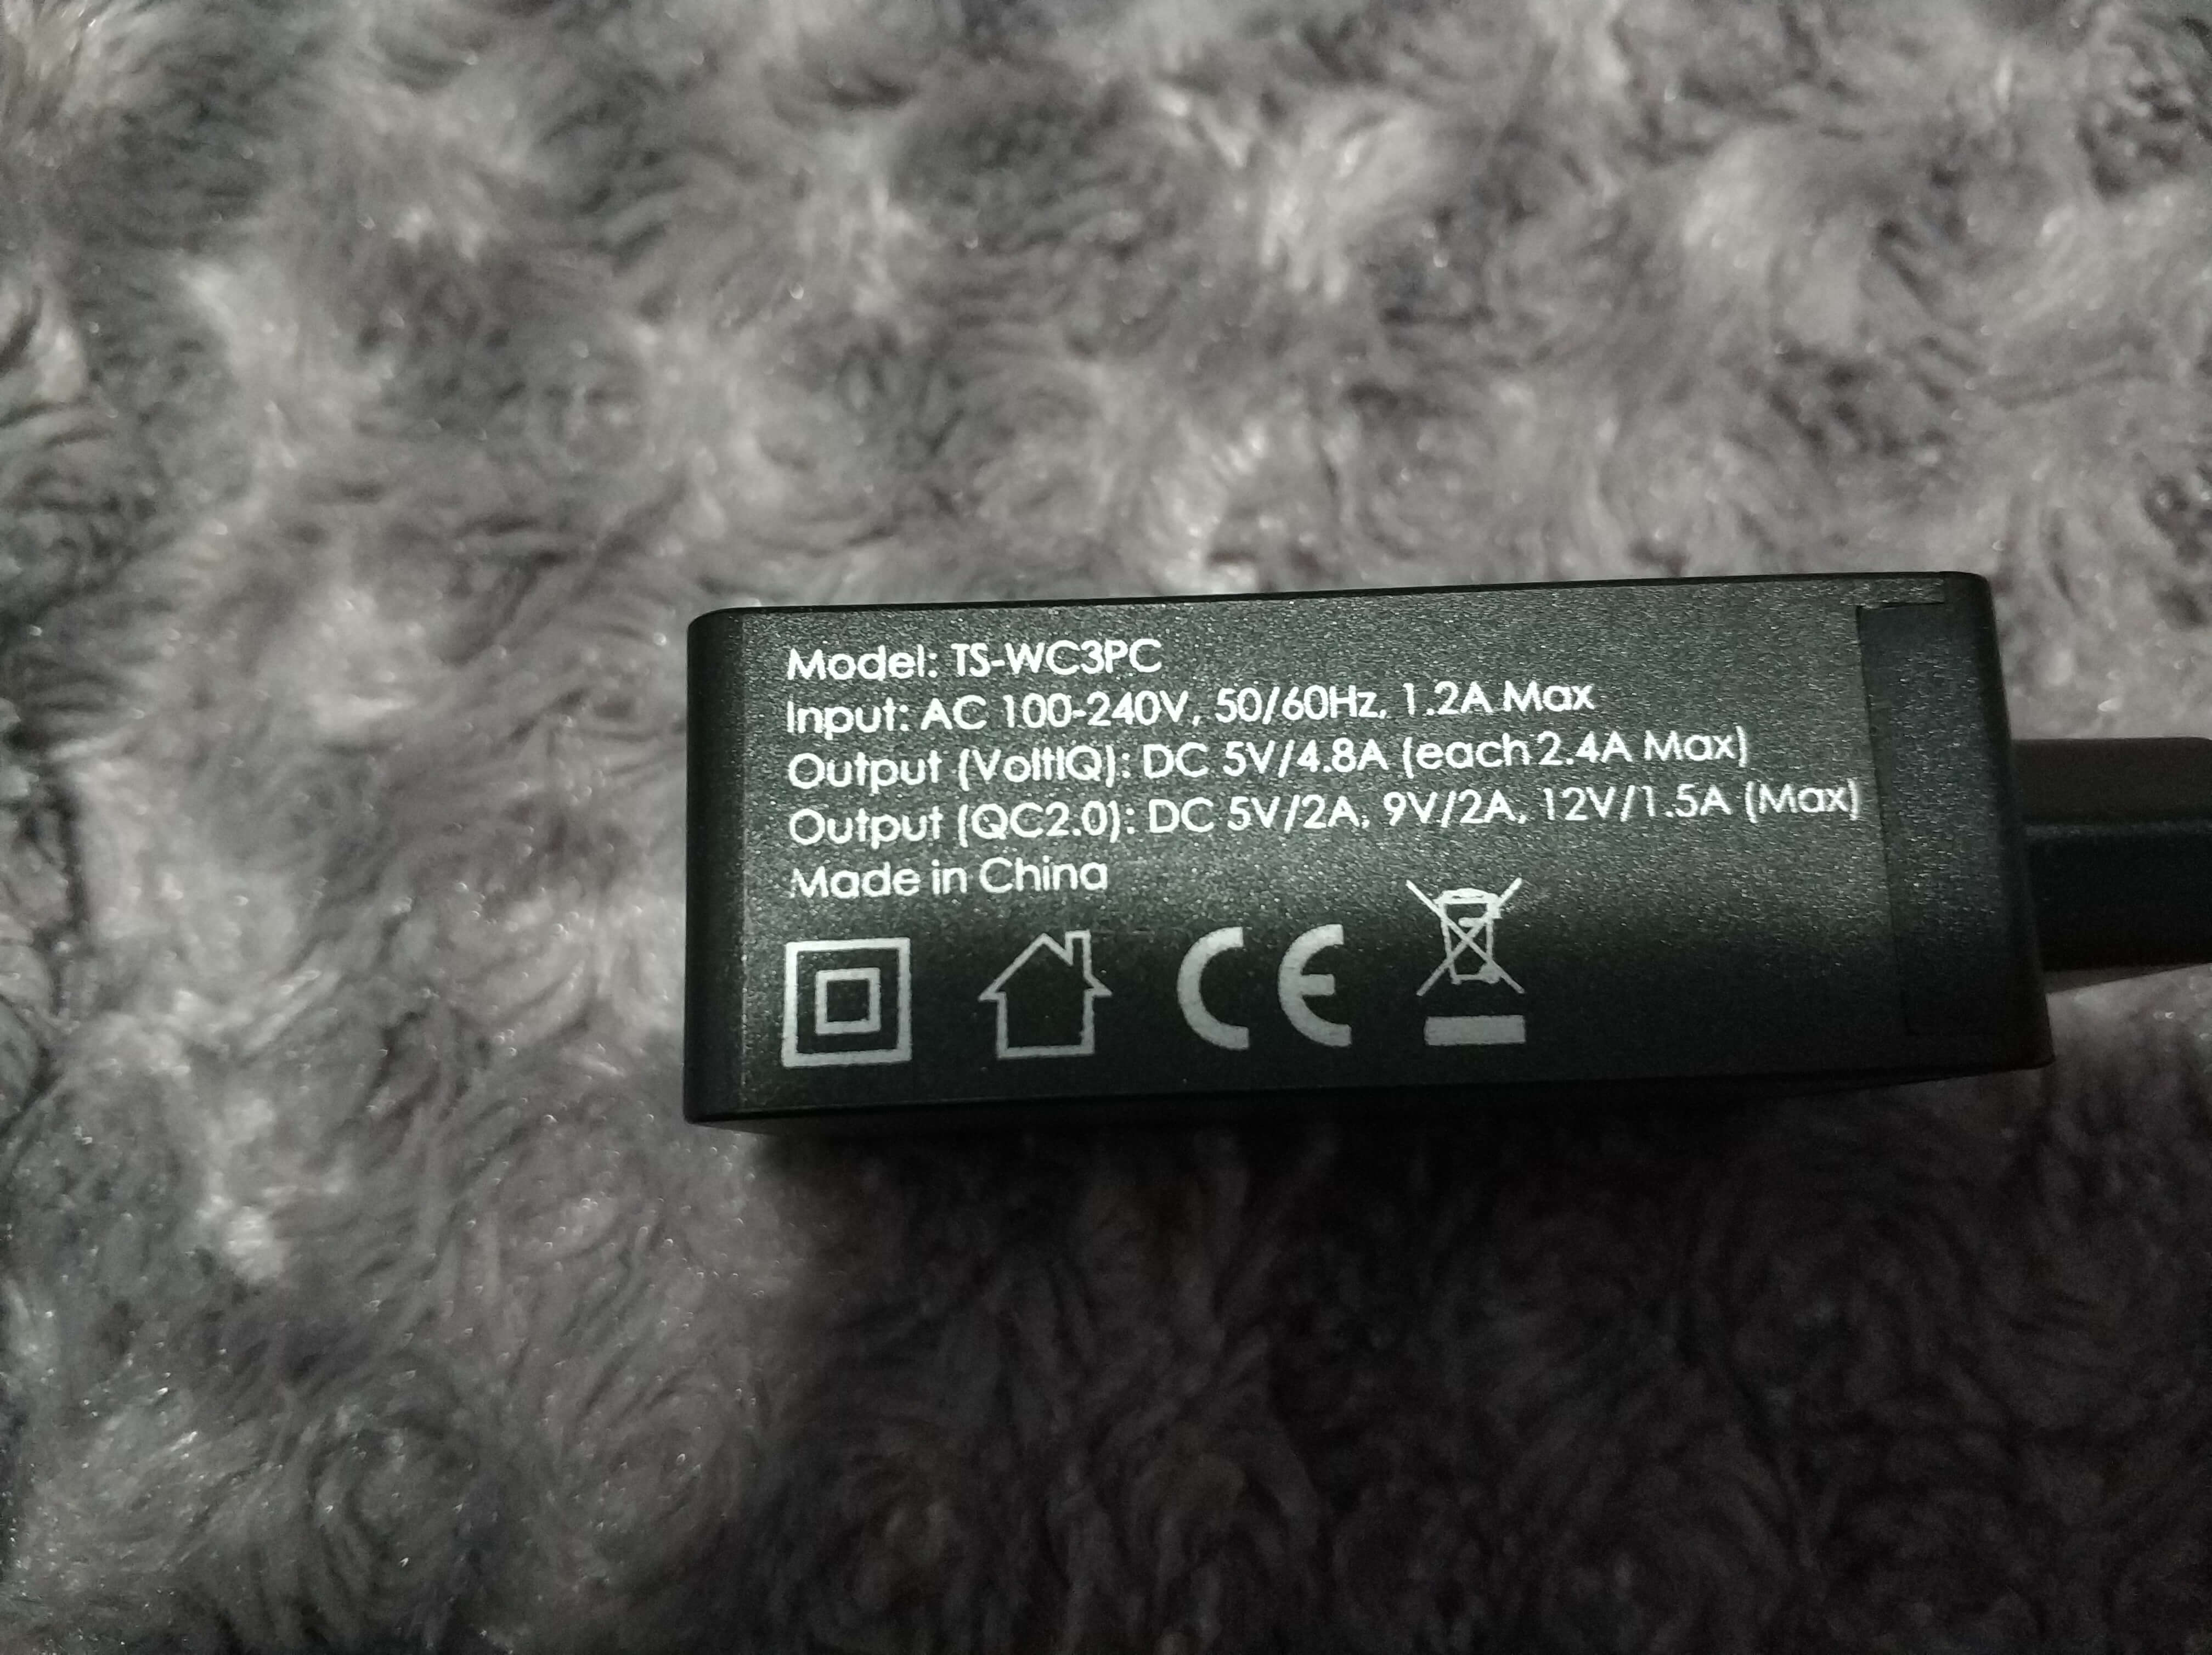 Model: TS-WC3PC
Input: AC 100-240V, 50/60Hz, 1.2A Max
Output (VoltIQ): DC 5V/4.8A (each 2.4A Max)
Output (QC2.0): DC 5V/2A, 9V/2A, 12V/1.5A (Max)
Made in China
CE